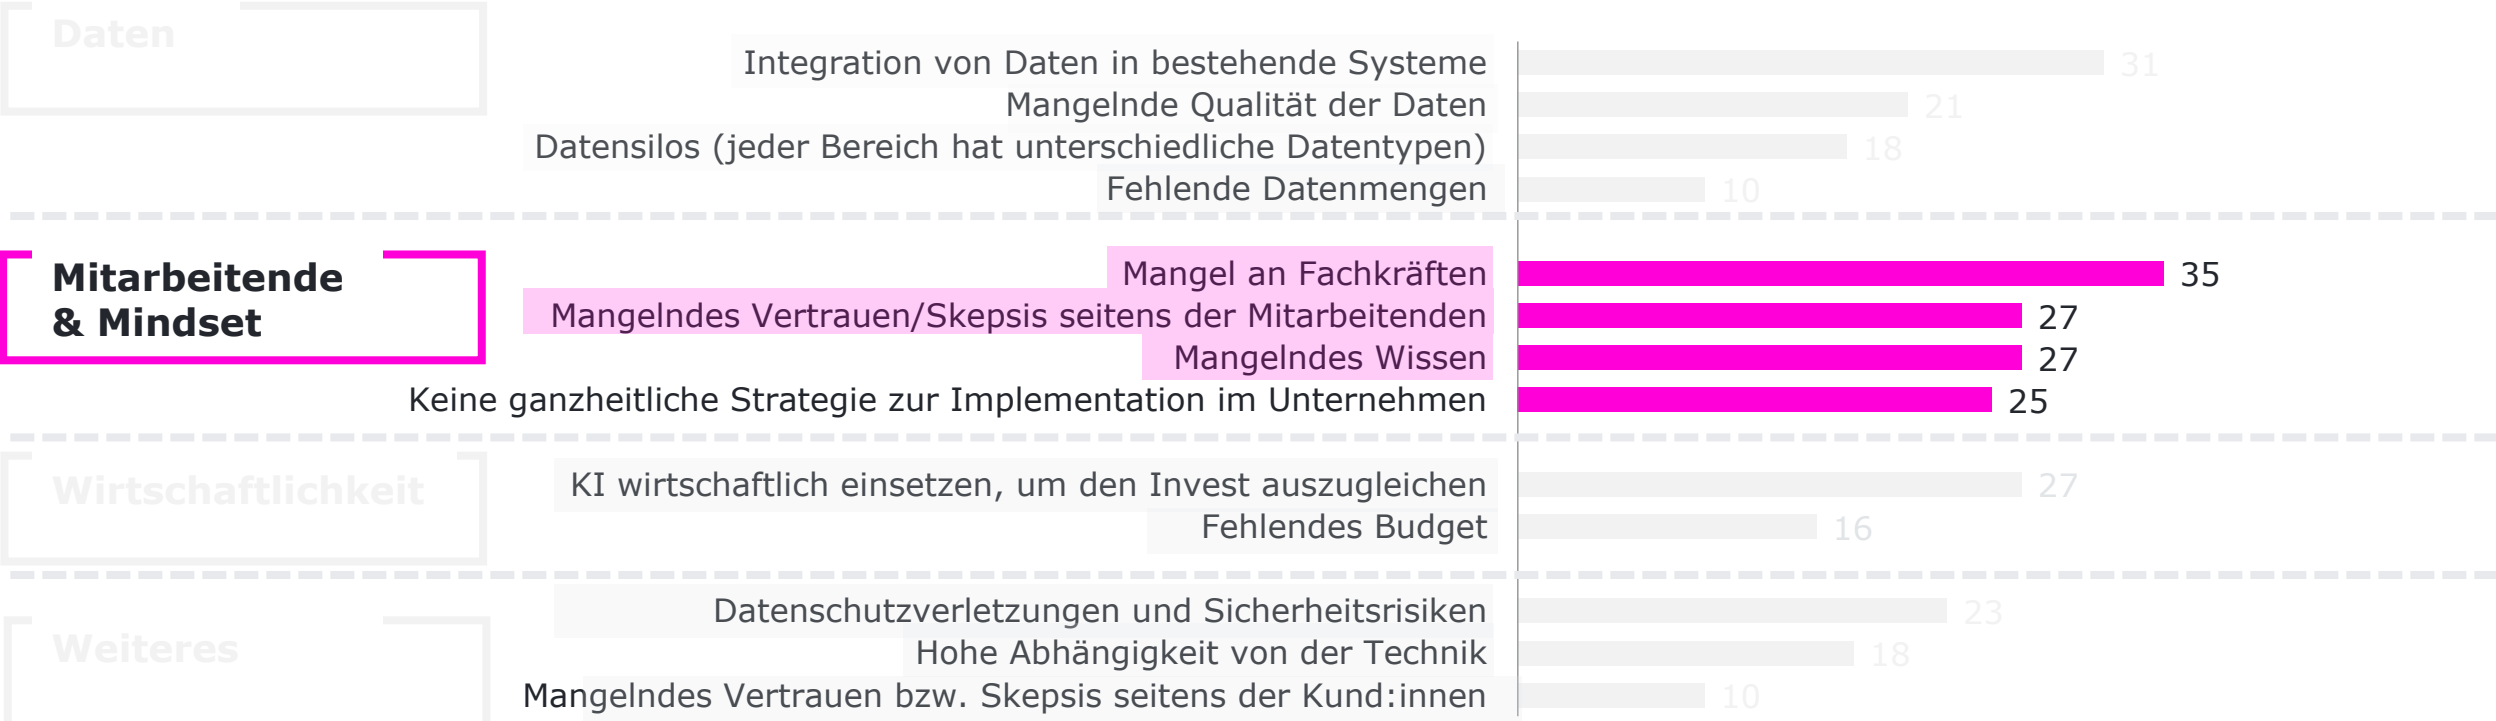 Daten
Integration von Daten in bestehende Systeme 31
Mangelnde Qualität der Daten 21
Datensilos (jeder Bereich hat unterschiedliche Datentypen) 18
Fehlende Datenmengen 10
Mitarbeitende
& Mindset
Mangel an Fachkräften 35
Mangelndes Vertrauen/Skepsis seitens der Mitarbeitenden 27
Mangelndes Wissen 27
Keine ganzheitliche Strategie zur Implementation im Unternehmen 25
Wirtschaftlichkeit
KI wirtschaftlich einsetzen, um den Invest auszugleichen 27
Fehlendes Budget 16
Weiteres
Datenschutzverletzungen und Sicherheitsrisiken 23
Hohe Abhängigkeit von der Technik 18
Mangelndes Vertrauen bzw. Skepsis seitens der Kund:innen 10